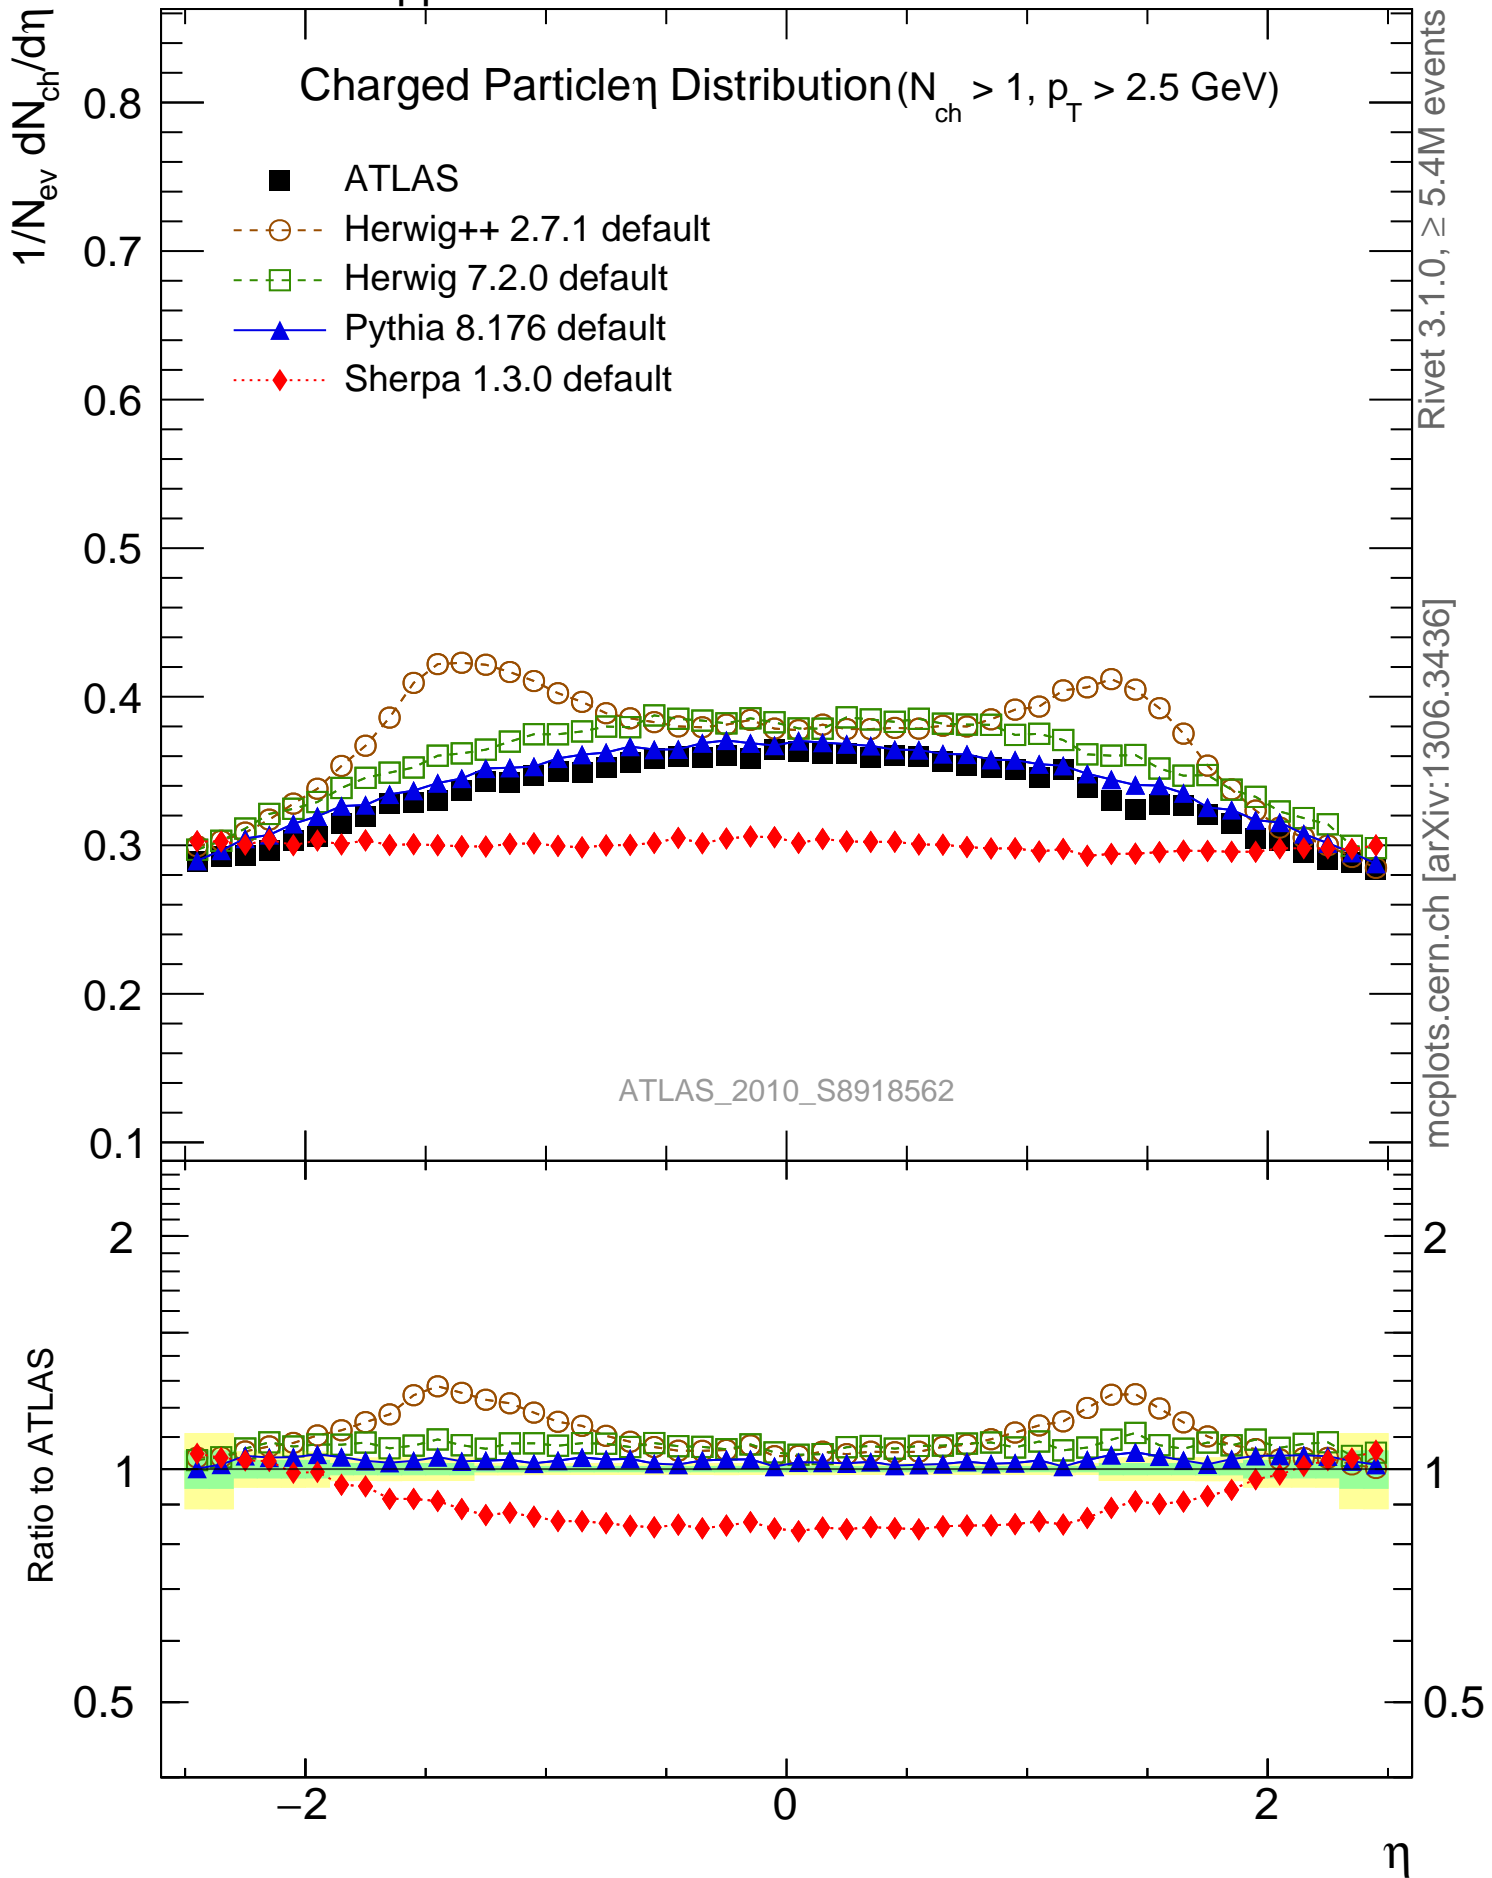 pp
1/N_ev dN_ch/dη
Charged Particleη Distribution(N_ch > 1, p_T > 2.5 GeV)
ATLAS
Herwig++ 2.7.1 default
Herwig 7.2.0 default
Pythia 8.176 default
Sherpa 1.3.0 default
0.8
0.7
0.6
0.5
0.4
0.3
0.2
0.1
ATLAS_2010_S8918562
Rivet 3.1.0, ≥ 5.4M events
mcplots.cern.ch [arXiv:1306.3436]
Ratio to ATLAS
2
1
0.5
2
1
0.5
−2
0
2
η